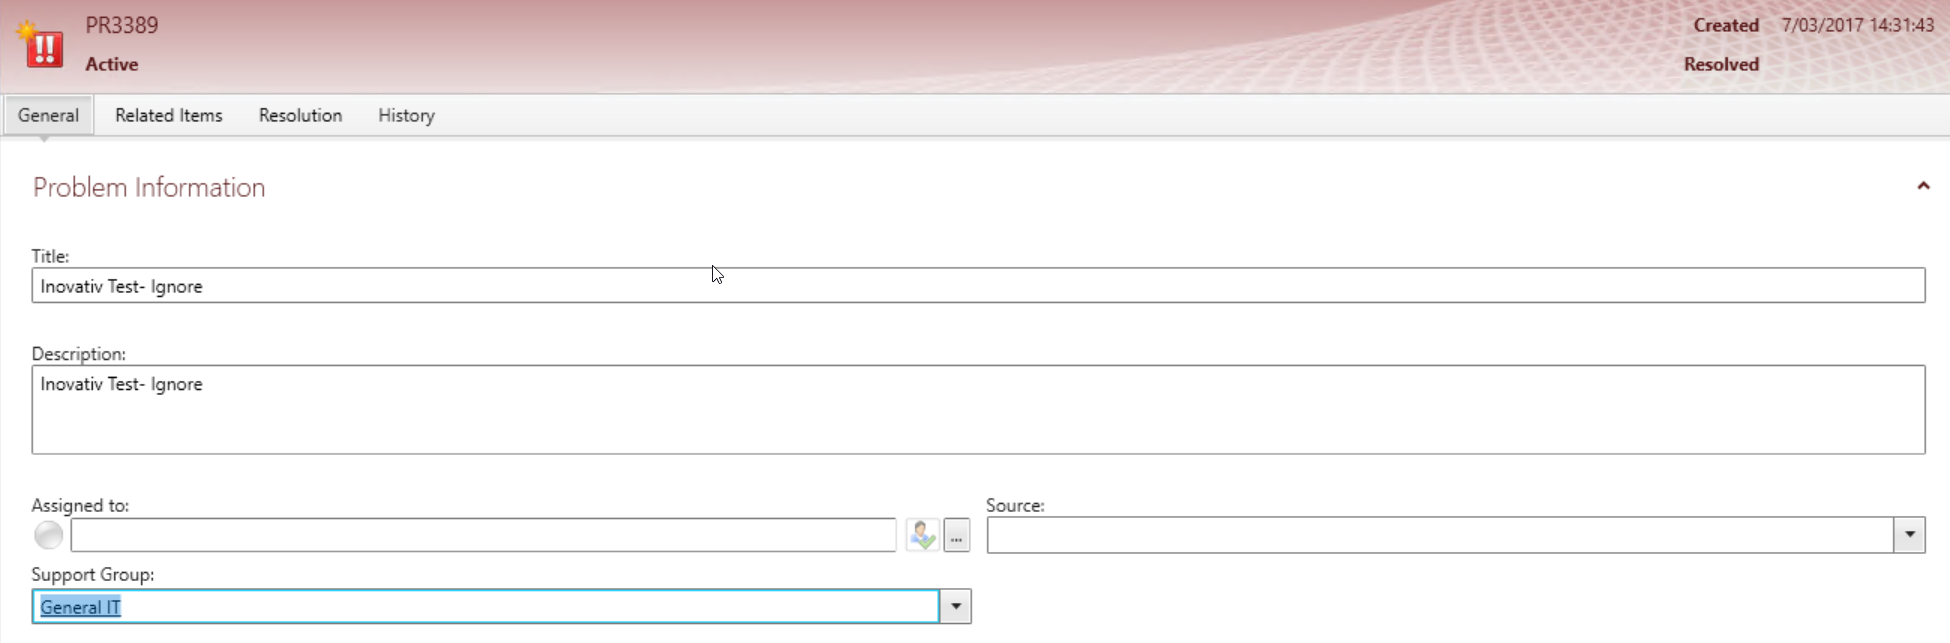 PR3389
Created 7/03/2017 14:31:43
Active
Resolved
General Related Items Resolution History
Problem Information
Title:
Inovativ Test- Ignore
Description:
Inovativ Test- Ignore
Assigned to:
Source:
...
Support Group:
General IT